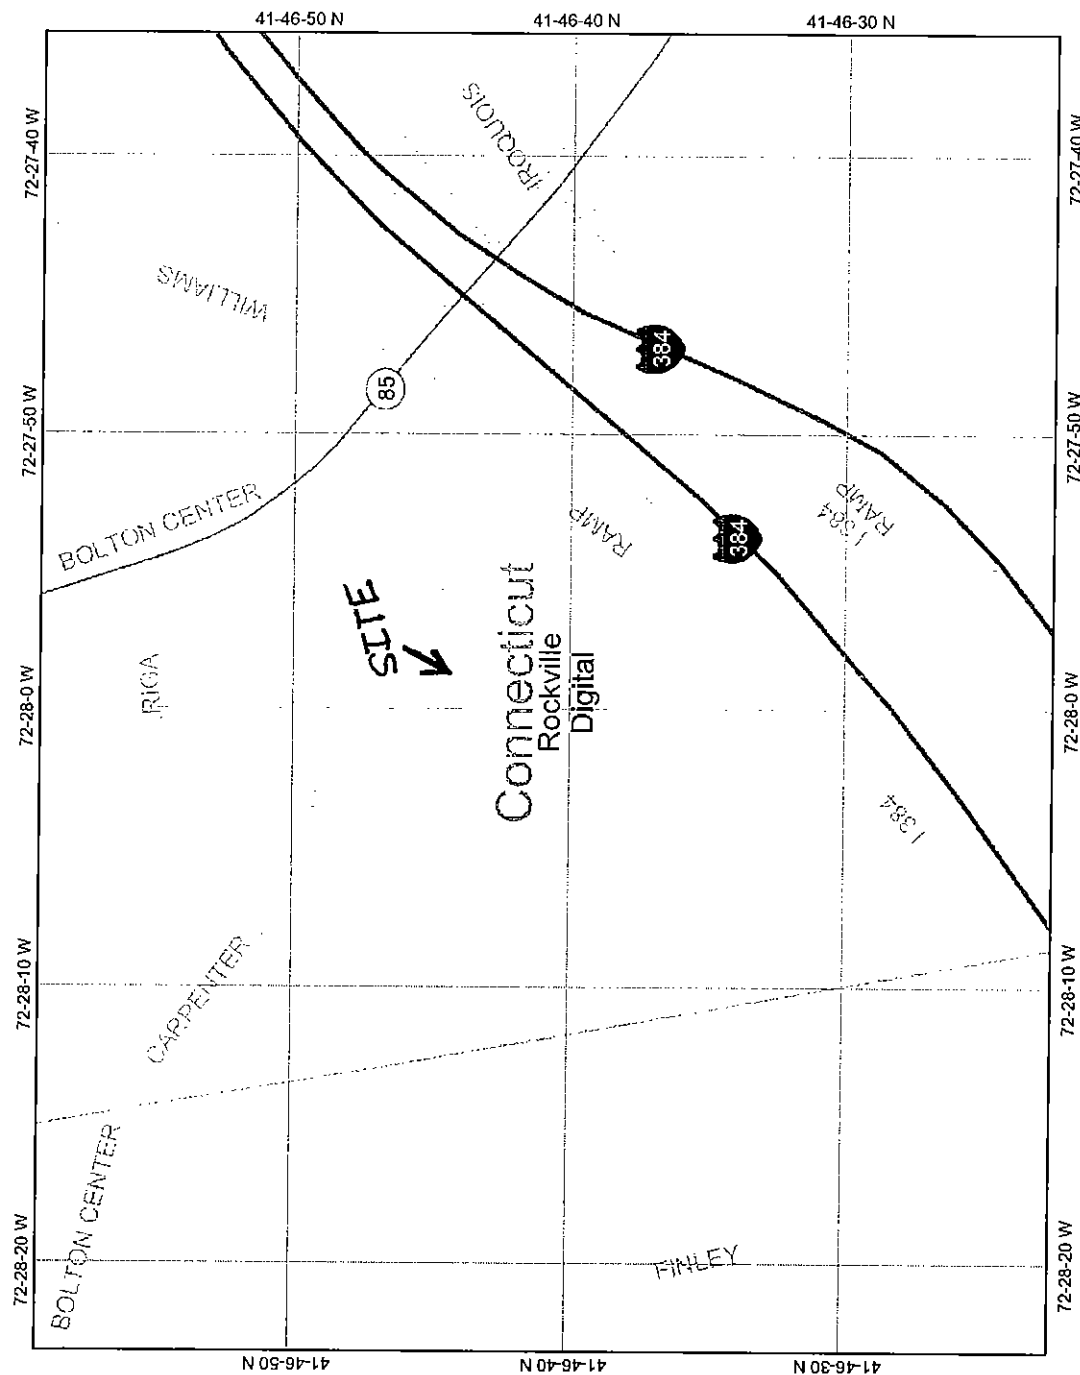 41-46-50 N
41-46-40 N
41-46-30 N
72-27-40 W
72-27-40 W
IROQUOIS
WILLIAMS
384
85
72-27-50 W
72-27-50 W
BOLTON CENTER
RAMP
384
I 384
RAMP
SITE
Connecticut
Rockville
Digital
RIGA
72-28-0 W
72-28-0 W
I 384
CARPENTER
72-28-10 W
72-28-10 W
BOLTON CENTER
FINLEY
72-28-20 W
72-28-20 W
41-46-50 N
41-46-40 N
41-46-30 N